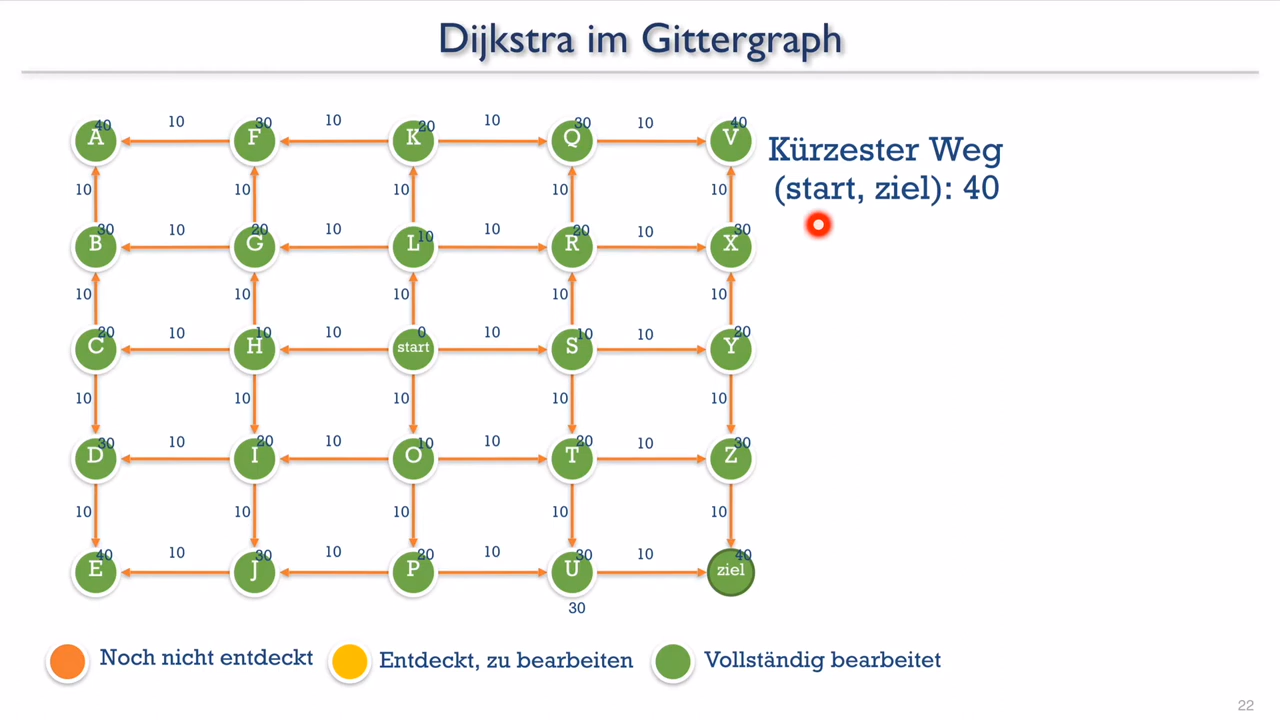 Dijkstra im Gittergraph
A 40 10 F 30 10 K 20 10 Q 30 10 V 40
Kürzester Weg
(start, ziel): 40
10 10 10 10 10
B 30 10 G 20 10 L 10 10 R 20 10 X 30
10 10 10 10 10
C 20 10 H 10 10 start 0 10 S 10 10 Y 20
10 10 10 10 10
D 30 10 I 20 10 O 10 10 T 20 10 Z 30
10 10 10 10 10
E 40 10 J 30 10 P 20 10 U 30 10 ziel 40
30
Noch nicht entdeckt Entdeckt, zu bearbeiten Vollständig bearbeitet
22